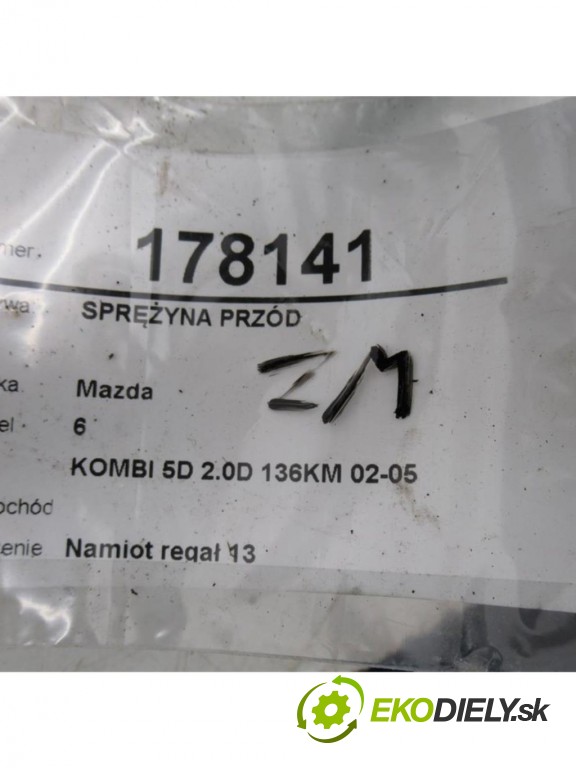 mer. 178141
wa: SPRĘŻYNA PRZÓD
ZM
ka Mazda
el 6
KOMBI 5D 2.0D 136KM 02-05
ochód
enie Namiot regał 13
EKODIELY.sk